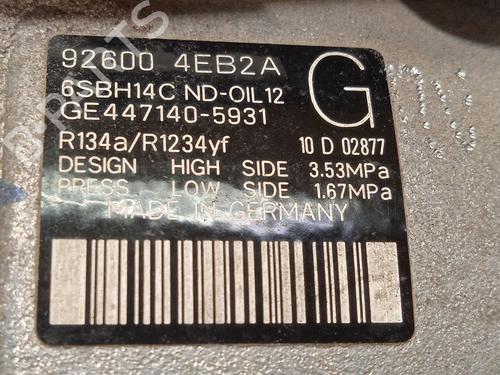 92600 4EB2A
G
6SBH14C ND-OIL12
GE447140-5931
R134a/R1234yf 10 D 02877
DESIGN HIGH SIDE 3.53MPa
PRESS. LOW SIDE 1.67MPa
MADE IN GERMANY